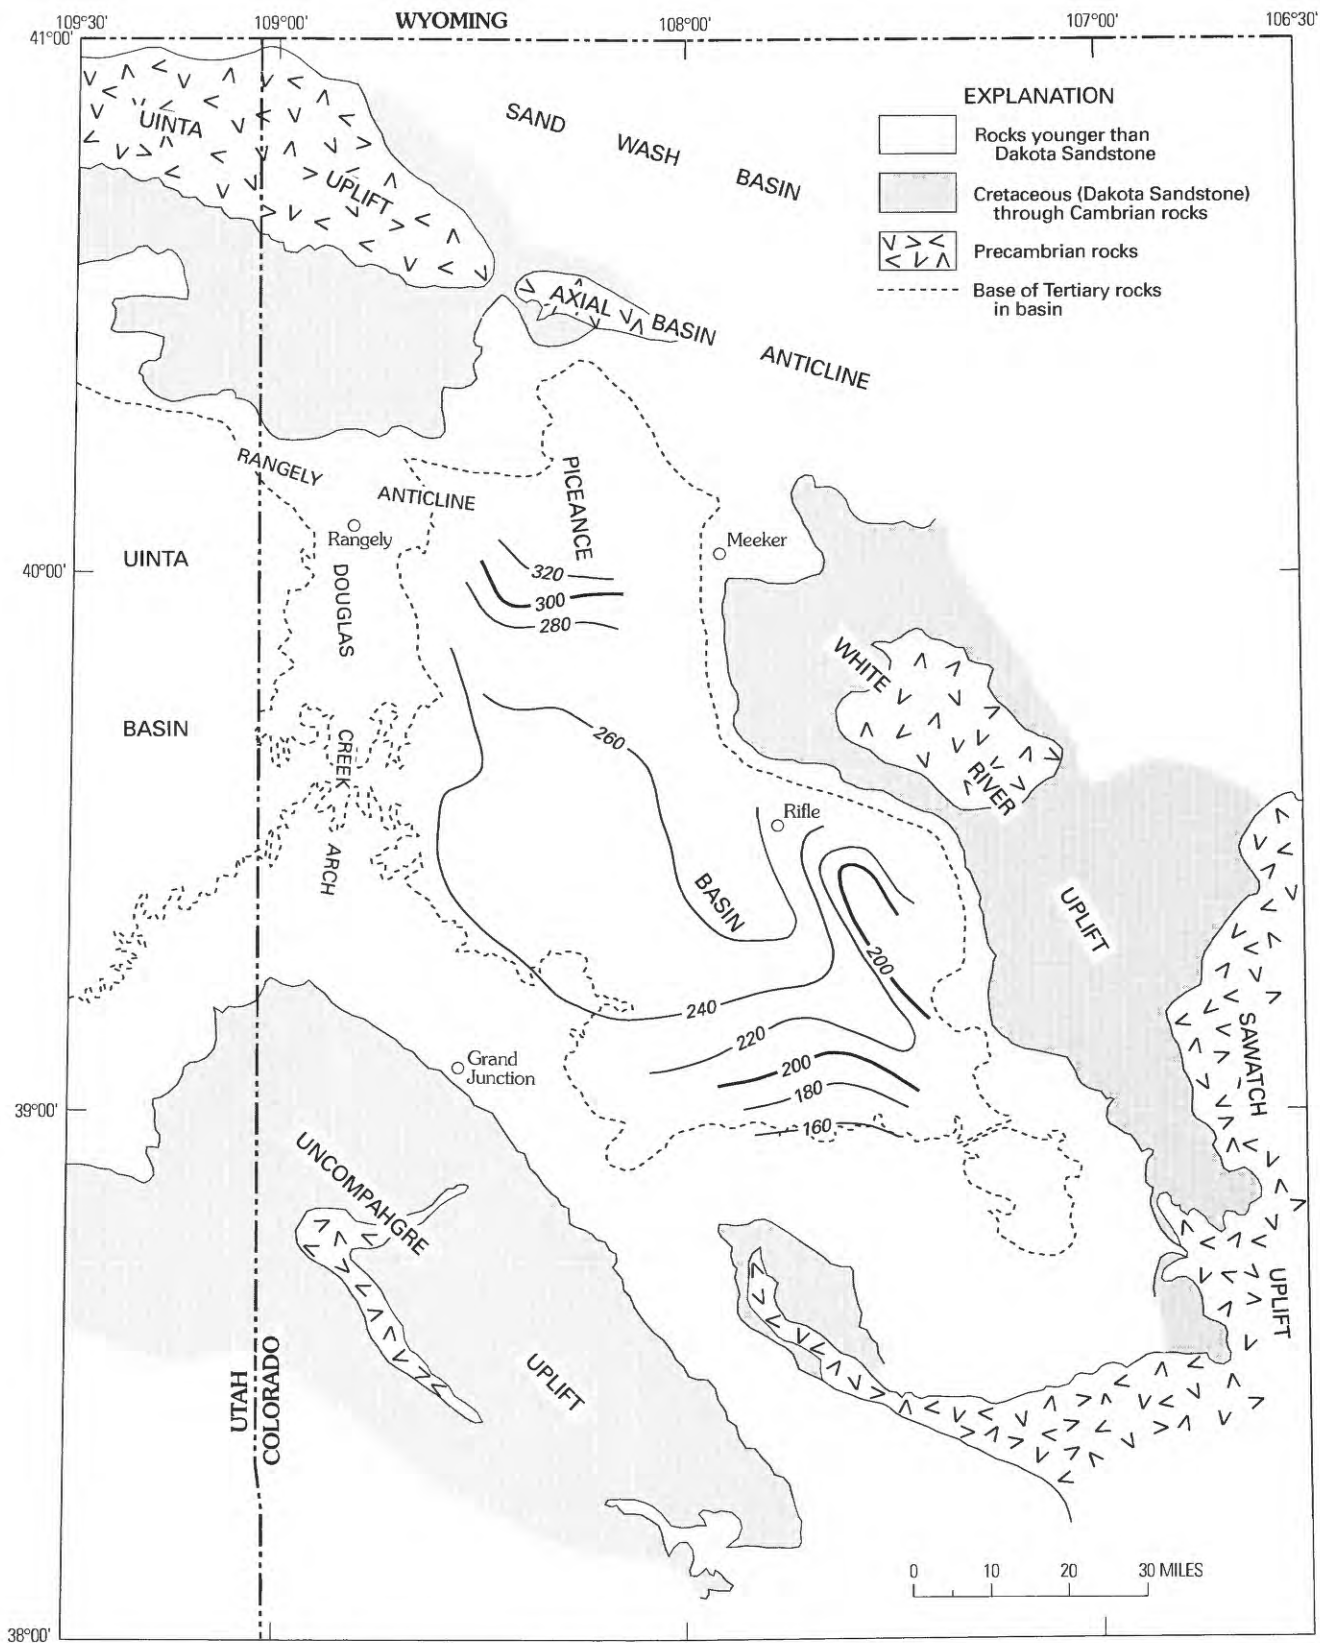 109°30'
109°00'
WYOMING
108°00'
107°00'
106°30'
41°00'
EXPLANATION
Rocks younger than
Dakota Sandstone
Cretaceous (Dakota Sandstone)
through Cambrian rocks
Precambrian rocks
Base of Tertiary rocks
in basin
SAND WASH BASIN
UINTA
UPLIFT
AXIAL BASIN ANTICLINE
RANGELY ANTICLINE
Rangely
PICEANCE
Meeker
40°00'
UINTA
BASIN
DOUGLAS
CREEK
ARCH
320
300
280
260
WHITE
RIVER
UPLIFT
Rifle
BASIN
200
240
220
200
180
160
Grand
Junction
39°00'
SAWATCH
UPLIFT
UNCOMPAHGRE
UPLIFT
UTAH
COLORADO
0 10 20 30 MILES
38°00'